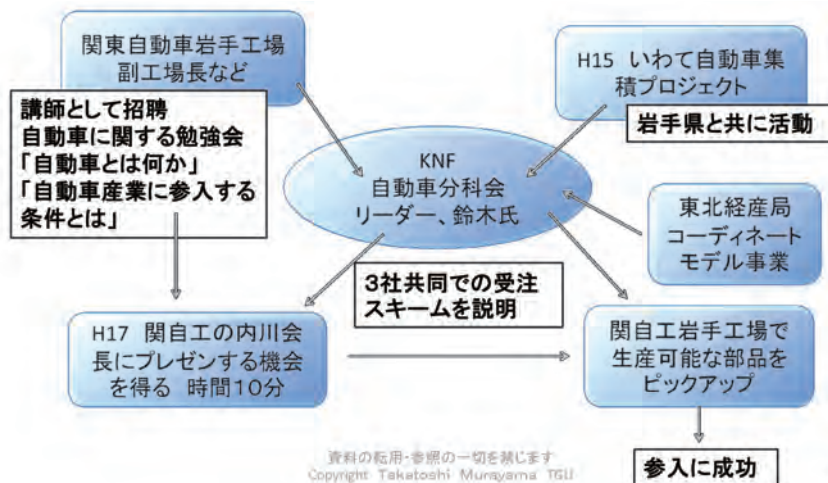 関東自動車岩手工場
副工場長など
講師として招聘
自動車に関する勉強会
「自動車とは何か」
「自動車産業に参入する
条件とは」
H15 いわて自動車集
積プロジェクト
岩手県と共に活動
KNF
自動車分科会
リーダー、鈴木氏
東北経産局
コーディネート
モデル事業
3社共同での受注
スキームを説明
H17 関自工の内川会
長にプレゼンする機会
を得る 時間10分
関自工岩手工場で
生産可能な部品を
ピックアップ
参入に成功
資料の転用・参照の一切を禁じます
Copyright Takatoshi Murayama TGU